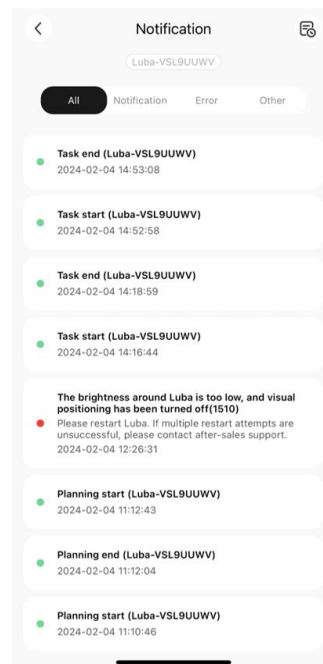 Notification
Luba-VSL9UUWV
All Notification Error Other
Task end (Luba-VSL9UUWV)
2024-02-04 14:53:08
Task start (Luba-VSL9UUWV)
2024-02-04 14:52:58
Task end (Luba-VSL9UUWV)
2024-02-04 14:18:59
Task start (Luba-VSL9UUWV)
2024-02-04 14:16:44
The brightness around Luba is too low, and visual
positioning has been turned off(1510)
Please restart Luba. If multiple restart attempts are
unsuccessful, please contact after-sales support.
2024-02-04 12:26:31
Planning start (Luba-VSL9UUWV)
2024-02-04 11:12:43
Planning end (Luba-VSL9UUWV)
2024-02-04 11:12:04
Planning start (Luba-VSL9UUWV)
2024-02-04 11:10:46